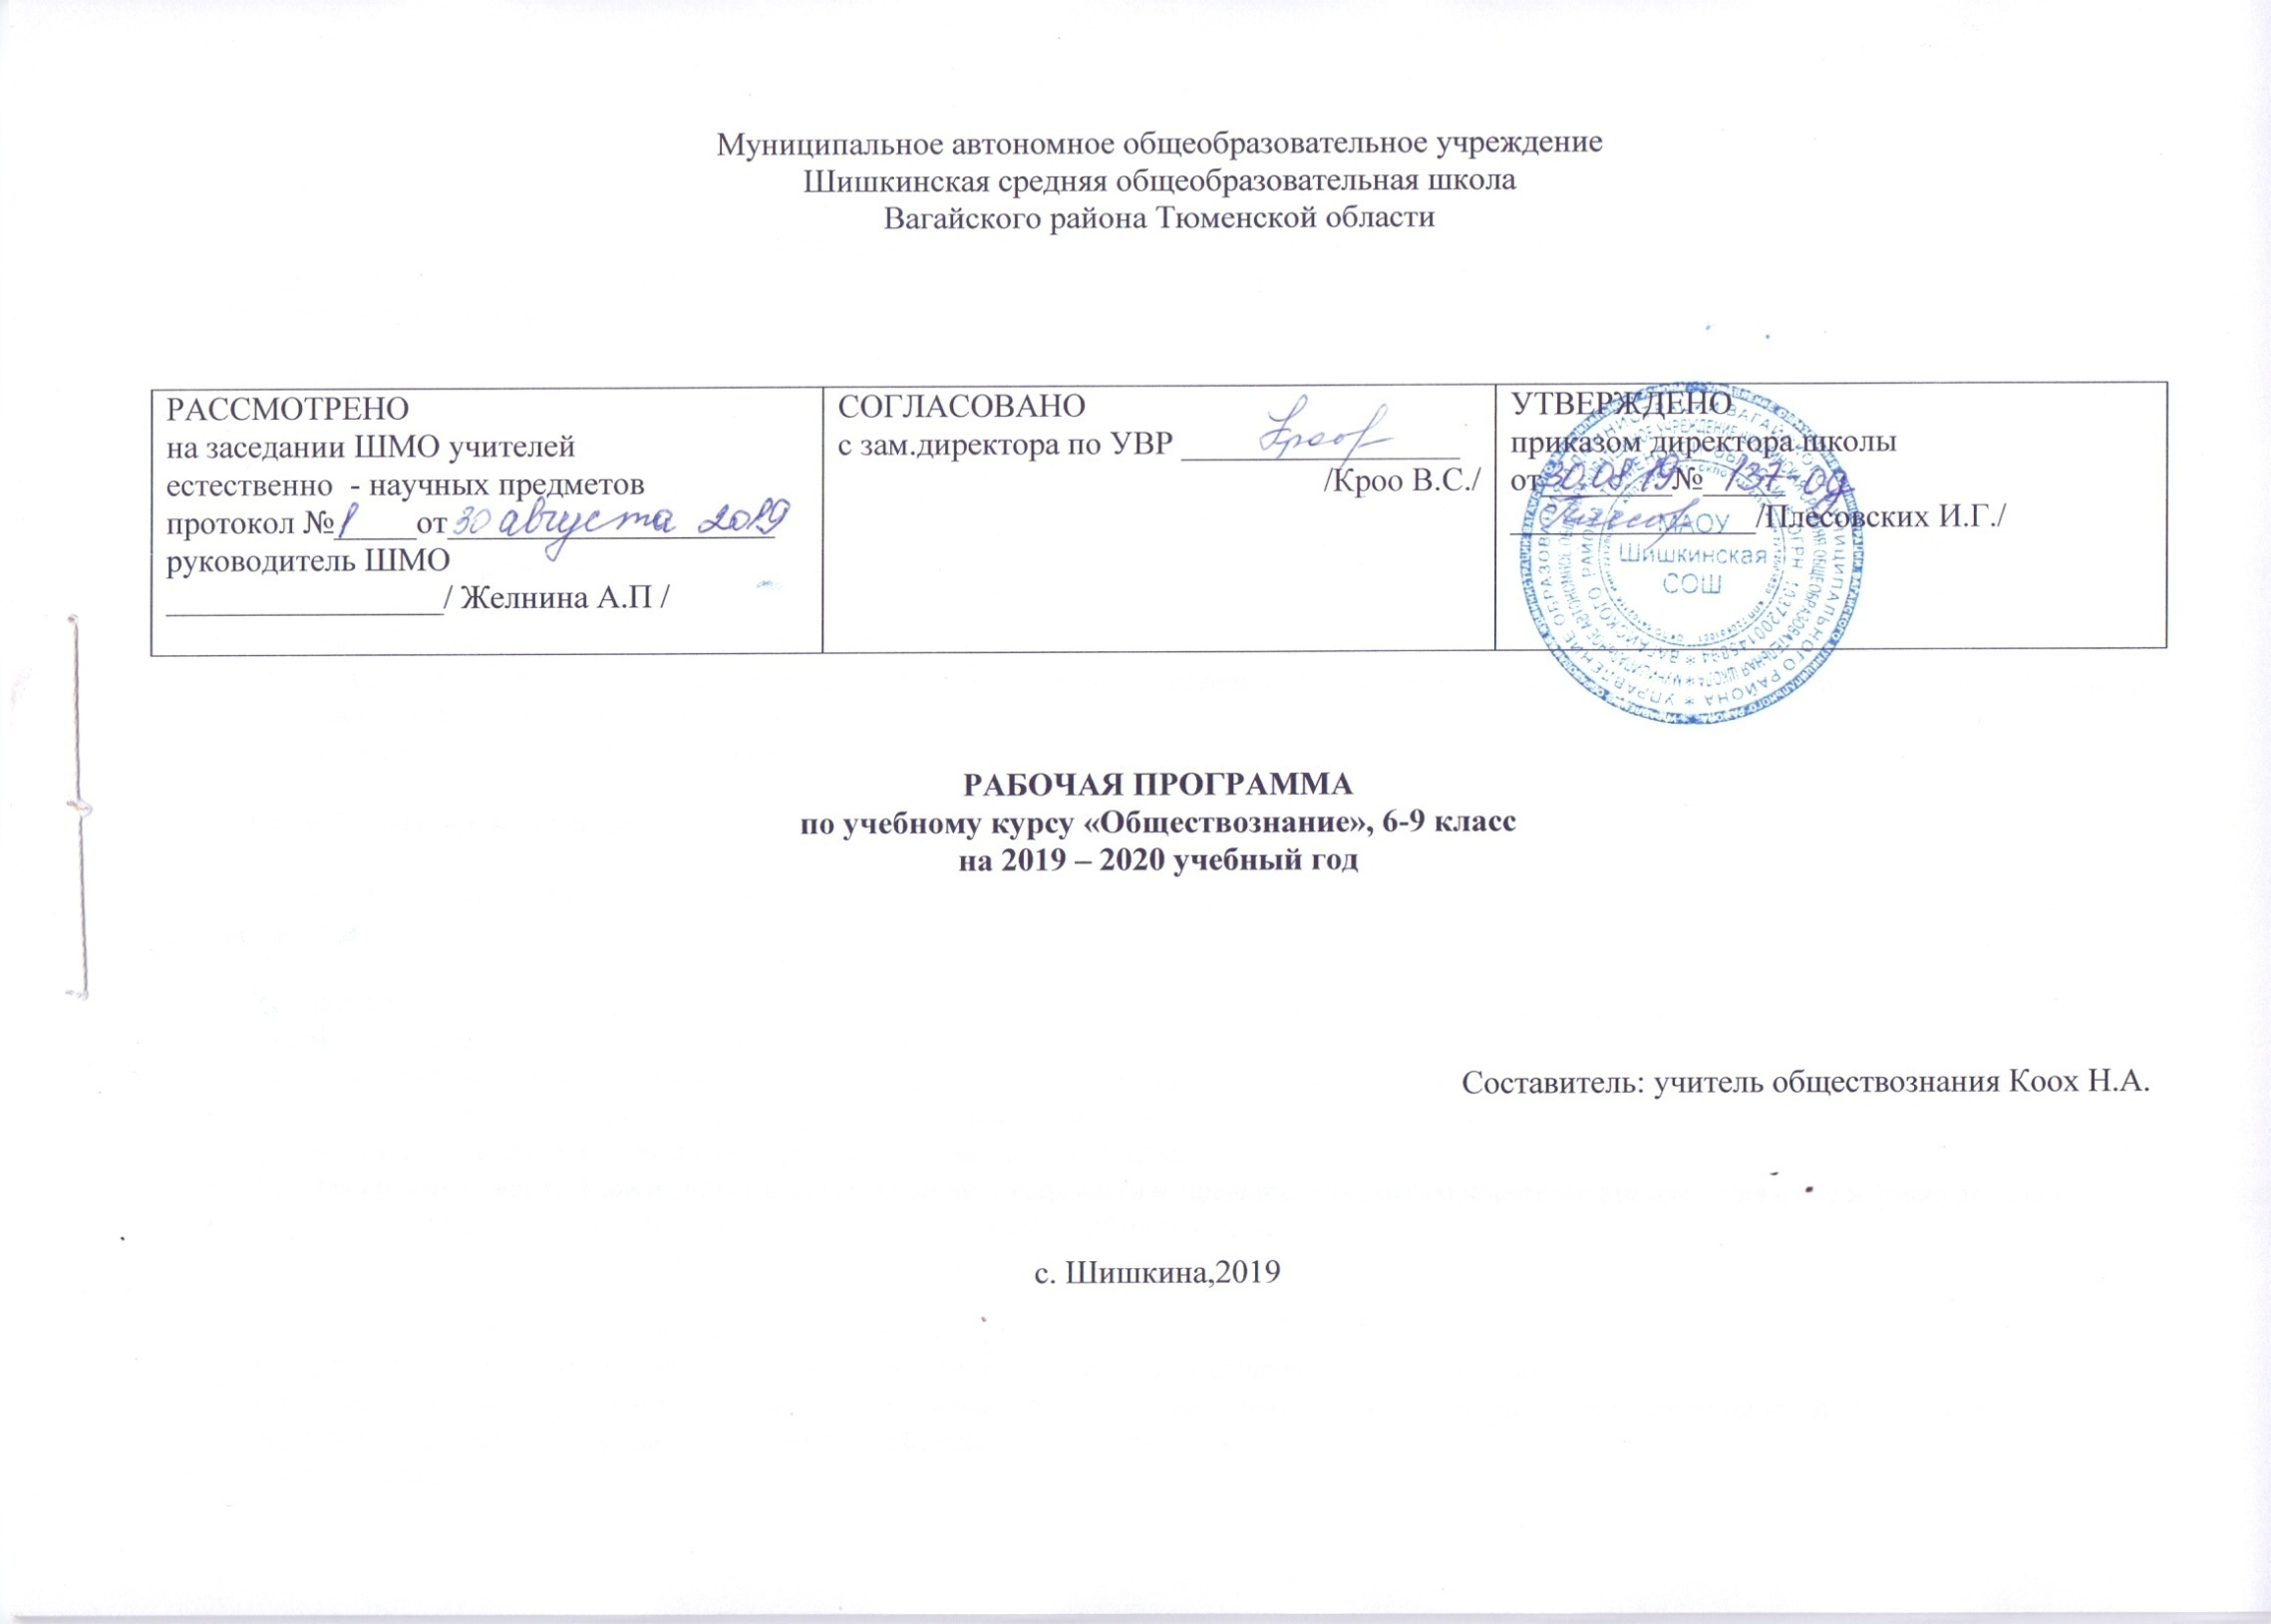 Муниципальное автономное общеобразовательное учреждение
Шишкинская средняя общеобразовательная школа
Вагайского района Тюменской области
РАССМОТРЕНО
на заседании ШМО учителей
естественно - научных предметов
протокол №1 от 30 августа 2019
руководитель ШМО
/ Желнина А.П /
СОГЛАСОВАНО
с зам.директора по УВР
/Кроо В.С./
УТВЕРЖДЕНО
приказом директора школы
от 30.08.19 № 137-од
/Плесовских И.Г./
МАОУ
Шишкинская
СОШ
РАБОЧАЯ ПРОГРАММА
по учебному курсу «Обществознание», 6-9 класс
на 2019 – 2020 учебный год
Составитель: учитель обществознания Коох Н.А.
с. Шишкина,2019